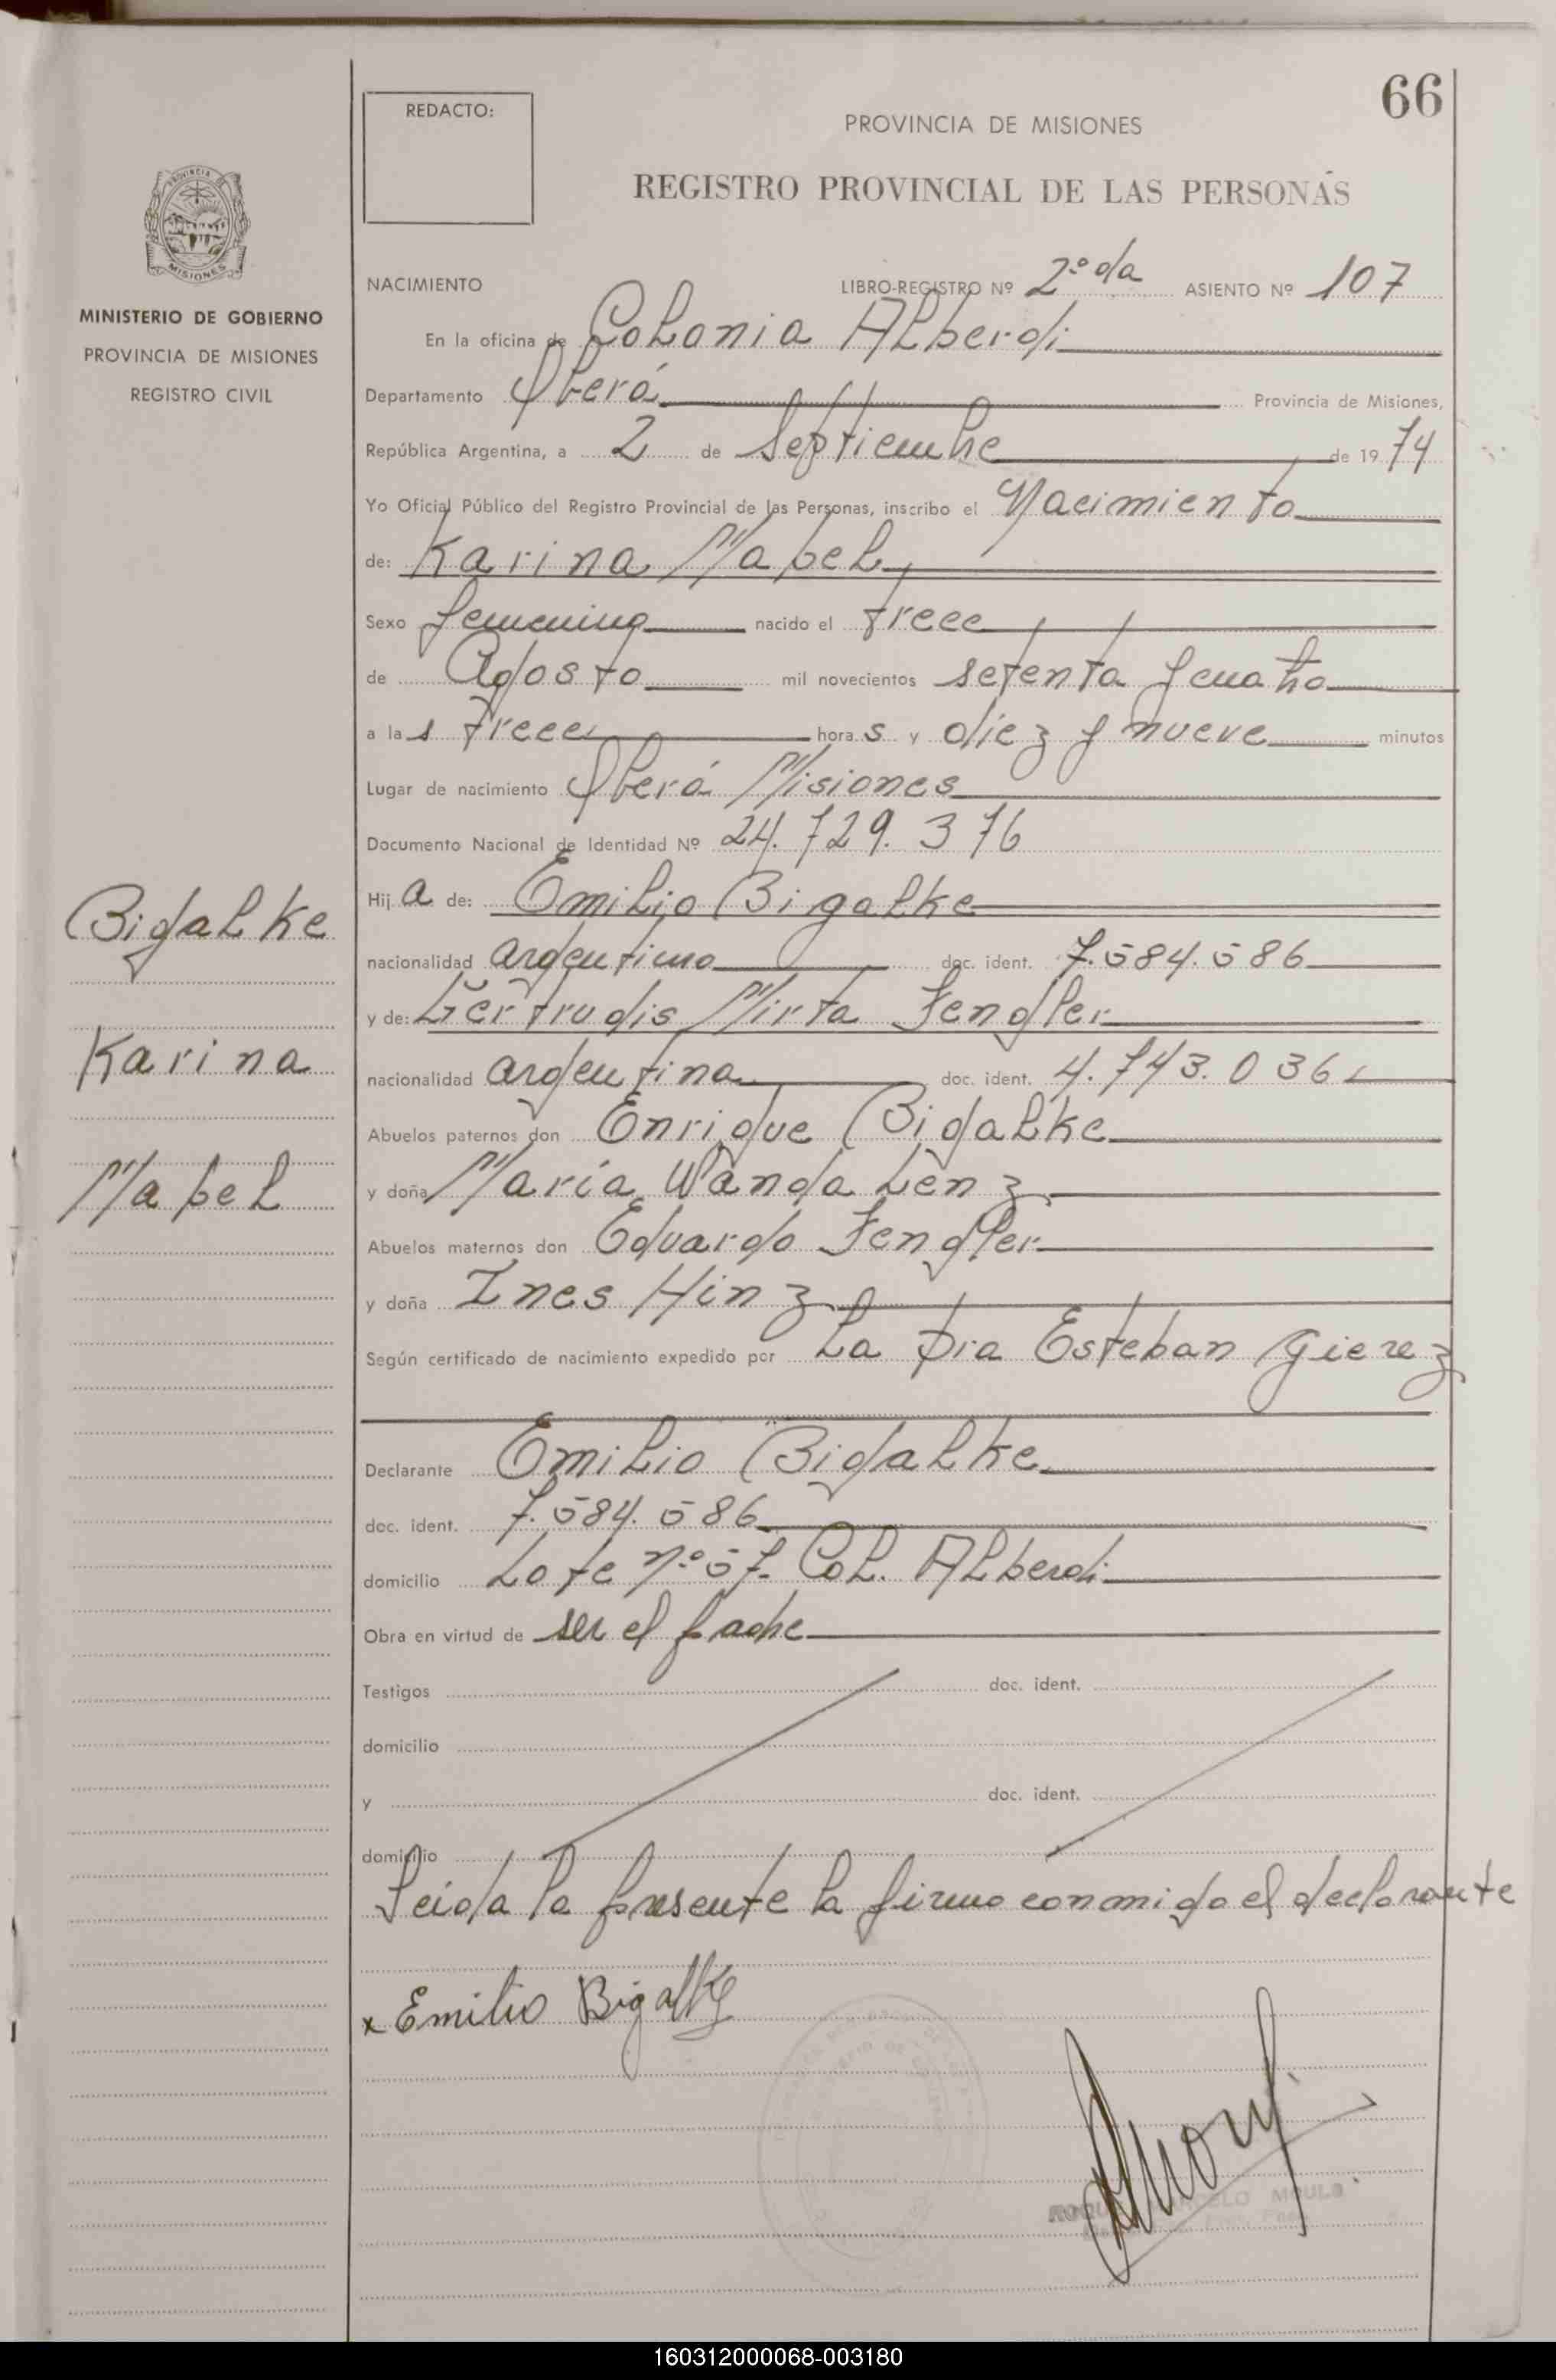 66
REDACTO:
PROVINCIA DE MISIONES
REGISTRO PROVINCIAL DE LAS PERSONAS
PROVINCIA DE
MISIONES
MINISTERIO DE GOBIERNO
PROVINCIA DE MISIONES
REGISTRO CIVIL
NACIMIENTO LIBRO-REGISTRO Nº 2º da ASIENTO Nº 107
En la oficina de Colonia Alberdi
Departamento Oberá Provincia de Misiones,
República Argentina, a 2 de Septiembre de 19 74
Yo Oficial Público del Registro Provincial de las Personas, inscribo el Nacimiento
de: Karina Mabel
Sexo femenino nacido el trece
de Agosto mil novecientos setenta y cuatro
a las trece horas y diez y nueve minutos
Lugar de nacimiento Oberá Misiones
Documento Nacional de Identidad Nº 24.729.376
Hija de: Emilio Bigalke
nacionalidad argentino doc. ident. 7.584.586
y de: Gertrudis Mirta Fengler
nacionalidad argentina doc. ident. 4.743.036
Abuelos paternos don Enrique Bigalke
y doña María Wanda Lenz
Abuelos maternos don Eduardo Fengler
y doña Ines Hinz
Según certificado de nacimiento expedido por La Dra Esteban Gierez
Declarante Emilio Bigalke
doc. ident. 7.584.586
domicilio Lote nº 57. Col. Alberdi
Obra en virtud de ser el padre
Testigos doc. ident.
domicilio
y doc. ident.
domicilio
Leida la presente la firma conmigo el declarante
x Emilio Bigalke
Bigalke
Karina
Mabel
160312000068-003180